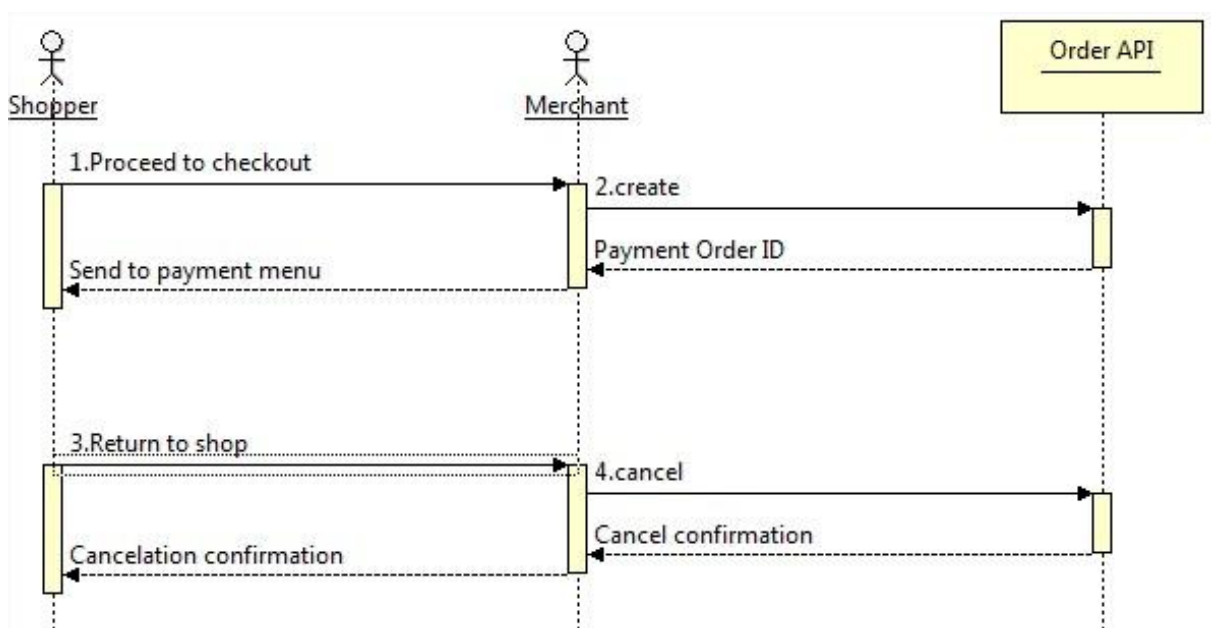 Shopper
Merchant
Order API
1.Proceed to checkout
2.create
Payment Order ID
Send to payment menu
3.Return to shop
4.cancel
Cancel confirmation
Cancelation confirmation